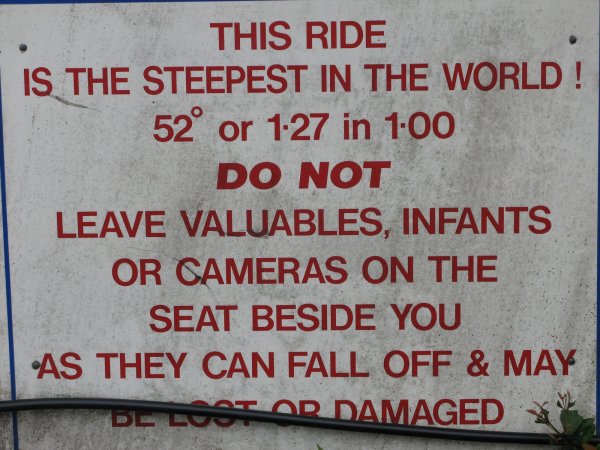 THIS RIDE
IS THE STEEPEST IN THE WORLD !
52° or 1·27 in 1·00
DO NOT
LEAVE VALUABLES, INFANTS
OR CAMERAS ON THE
SEAT BESIDE YOU
AS THEY CAN FALL OFF & MAY
BE LOST OR DAMAGED